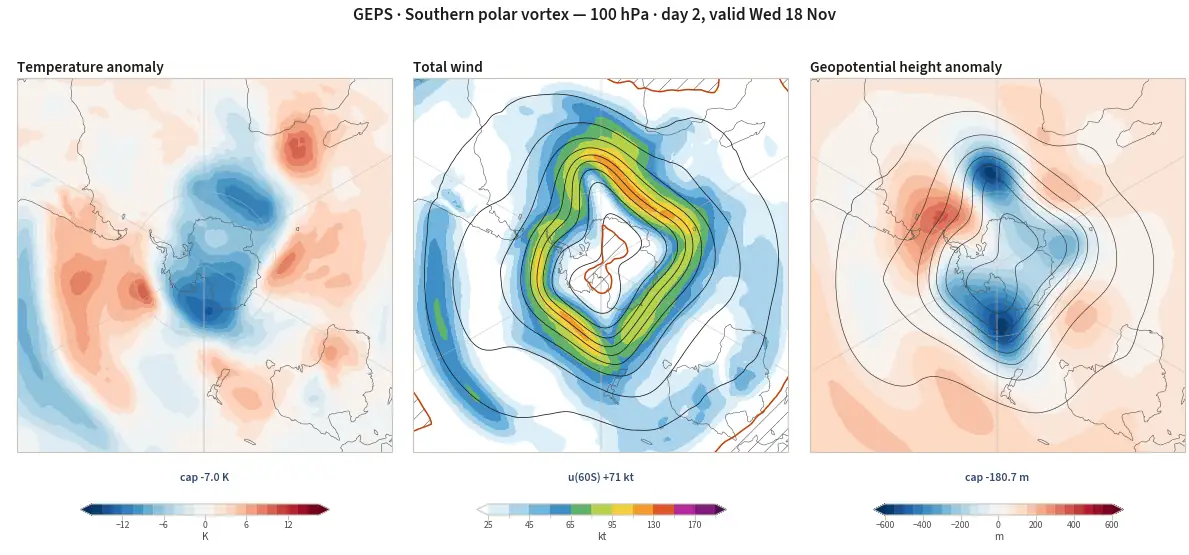 GEPS · Southern polar vortex — 100 hPa · day 2, valid Wed 18 Nov
Temperature anomaly
Total wind
Geopotential height anomaly
cap -7.0 K
u(60S) +71 kt
cap -180.7 m
−12 −6 0 6 12
K
25 45 65 95 130 170
kt
−600 −400 −200 0 200 400 600
m